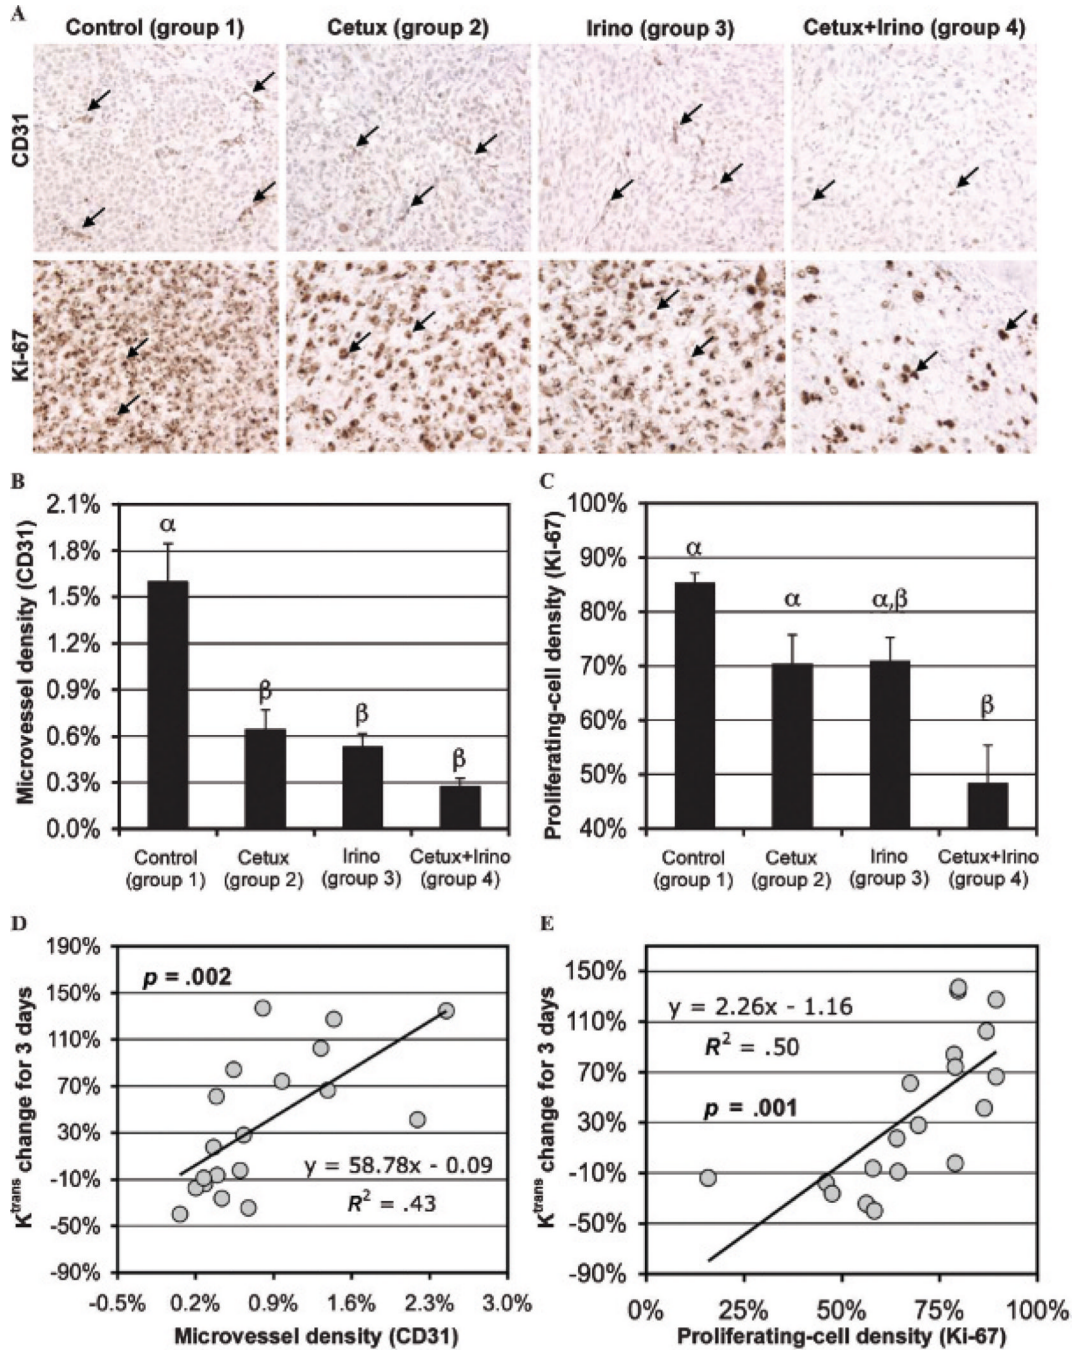 A
Control (group 1) Cetux (group 2) Irino (group 3) Cetux+Irino (group 4)
CD31
Ki-67
B
Microvessel density (CD31)
2.1%
1.8%
1.5%
1.2%
0.9%
0.6%
0.3%
0.0%
α
β
β
β
Control Cetux Irino Cetux+Irino
(group 1) (group 2) (group 3) (group 4)
C
Proliferating-cell density (Ki-67)
100%
90%
80%
70%
60%
50%
40%
α
α
α,β
β
Control Cetux Irino Cetux+Irino
(group 1) (group 2) (group 3) (group 4)
D
Ktrans change for 3 days
190%
150%
110%
70%
30%
-10%
-50%
-90%
p = .002
y = 58.78x - 0.09
R² = .43
-0.5% 0.2% 0.9% 1.6% 2.3% 3.0%
Microvessel density (CD31)
E
Ktrans change for 3 days
150%
110%
70%
30%
-10%
-50%
-90%
y = 2.26x - 1.16
R² = .50
p = .001
0% 25% 50% 75% 100%
Proliferating-cell density (Ki-67)